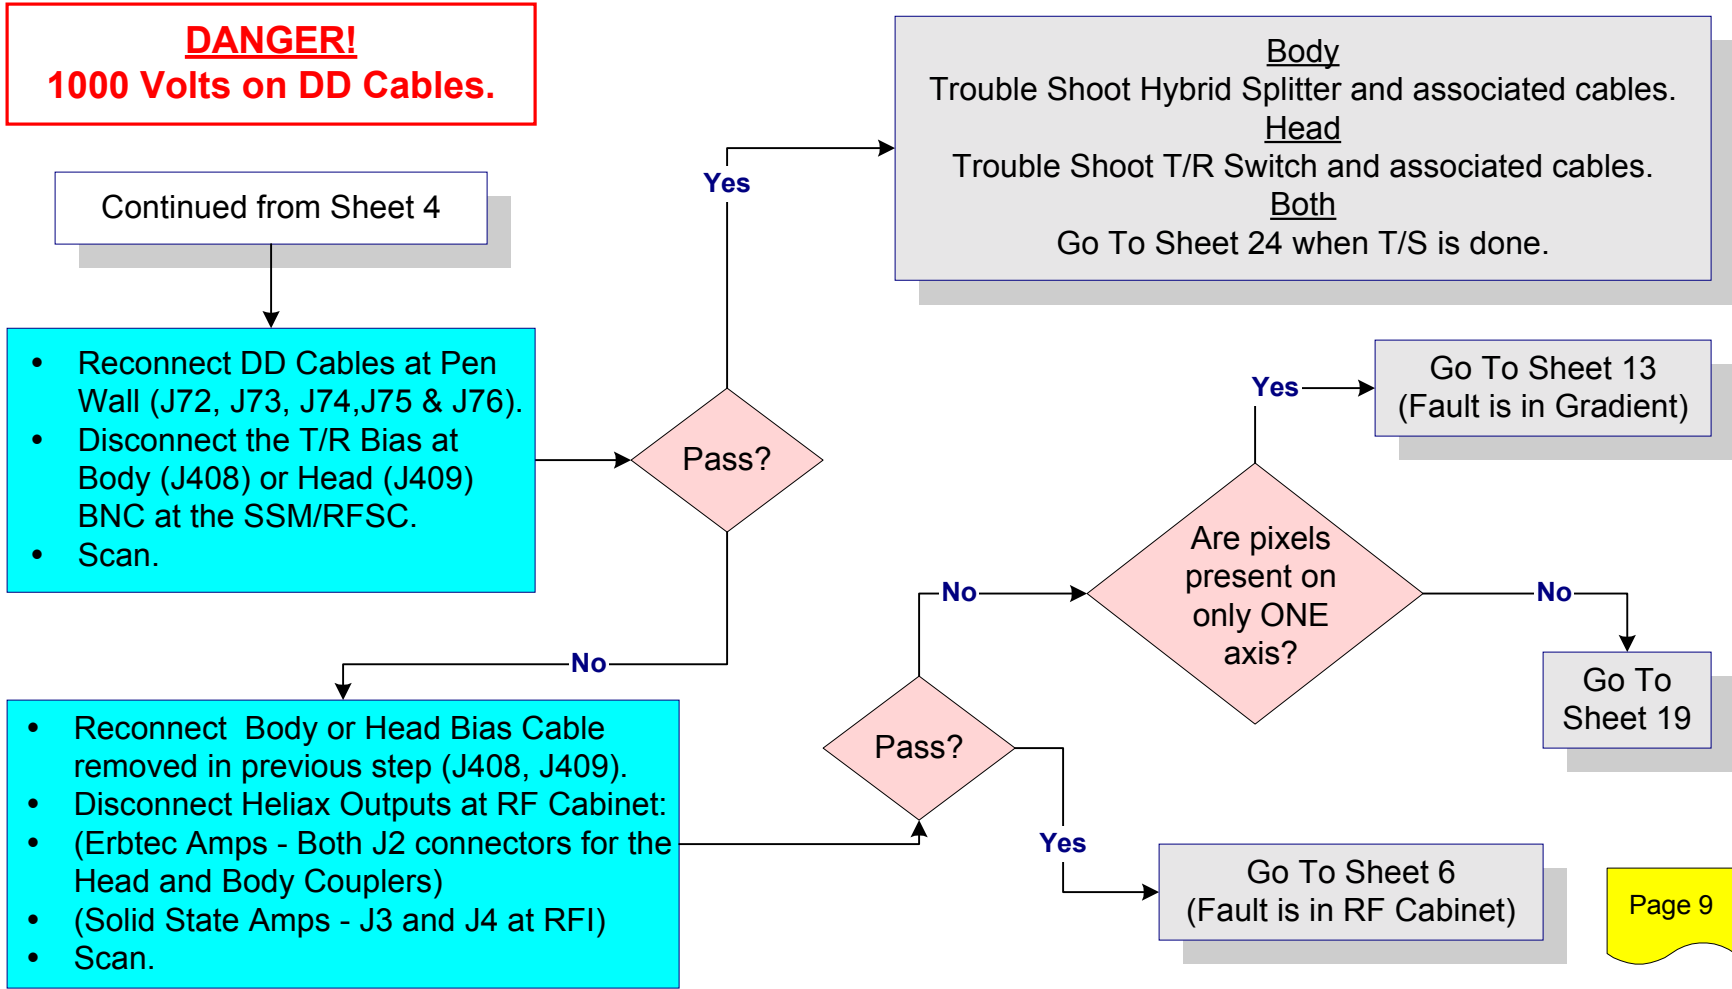 DANGER!
1000 Volts on DD Cables.
Continued from Sheet 4
• Reconnect DD Cables at Pen
Wall (J72, J73, J74,J75 & J76).
• Disconnect the T/R Bias at
Body (J408) or Head (J409)
BNC at the SSM/RFSC.
• Scan.
Pass?
Yes
Body
Trouble Shoot Hybrid Splitter and associated cables.
Head
Trouble Shoot T/R Switch and associated cables.
Both
Go To Sheet 24 when T/S is done.
No
• Reconnect  Body or Head Bias Cable
removed in previous step (J408, J409).
• Disconnect Heliax Outputs at RF Cabinet:
• (Erbtec Amps - Both J2 connectors for the
Head and Body Couplers)
• (Solid State Amps - J3 and J4 at RFI)
• Scan.
Pass?
No
Are pixels
present on
only ONE
axis?
Yes
Go To Sheet 13
(Fault is in Gradient)
No
Go To
Sheet 19
Yes
Go To Sheet 6
(Fault is in RF Cabinet)
Page 9